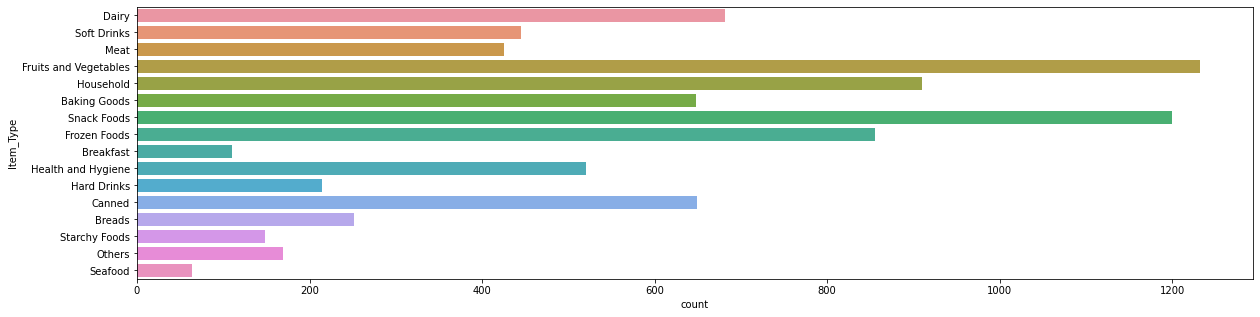 Item_Type
Dairy
Soft Drinks
Meat
Fruits and Vegetables
Household
Baking Goods
Snack Foods
Frozen Foods
Breakfast
Health and Hygiene
Hard Drinks
Canned
Breads
Starchy Foods
Others
Seafood
0 200 400 600 800 1000 1200
count